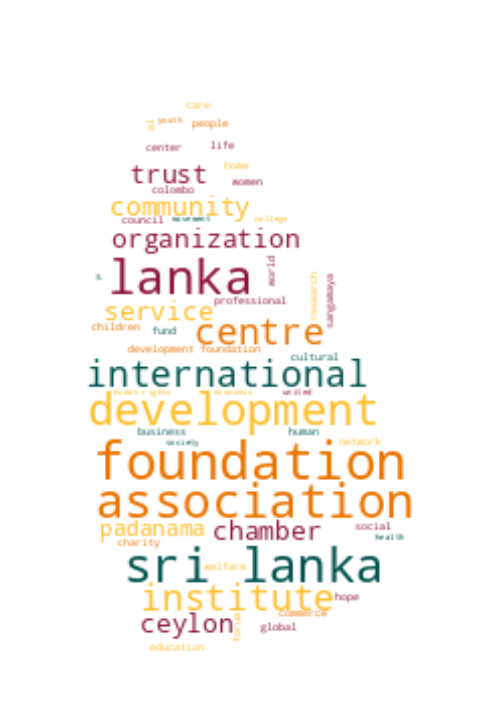 care
al youth people
center life
home
trust women
colombo
community
council movement college
organization
world
lanka
professional research sangamaya
service
children fund centre
development foundation
cultural
international
human rights economic united
development
business human
society network
foundation
association
padanama chamber social
health
charity
sri lanka
welfare
institute hope
commerce
ceylon forum global
education